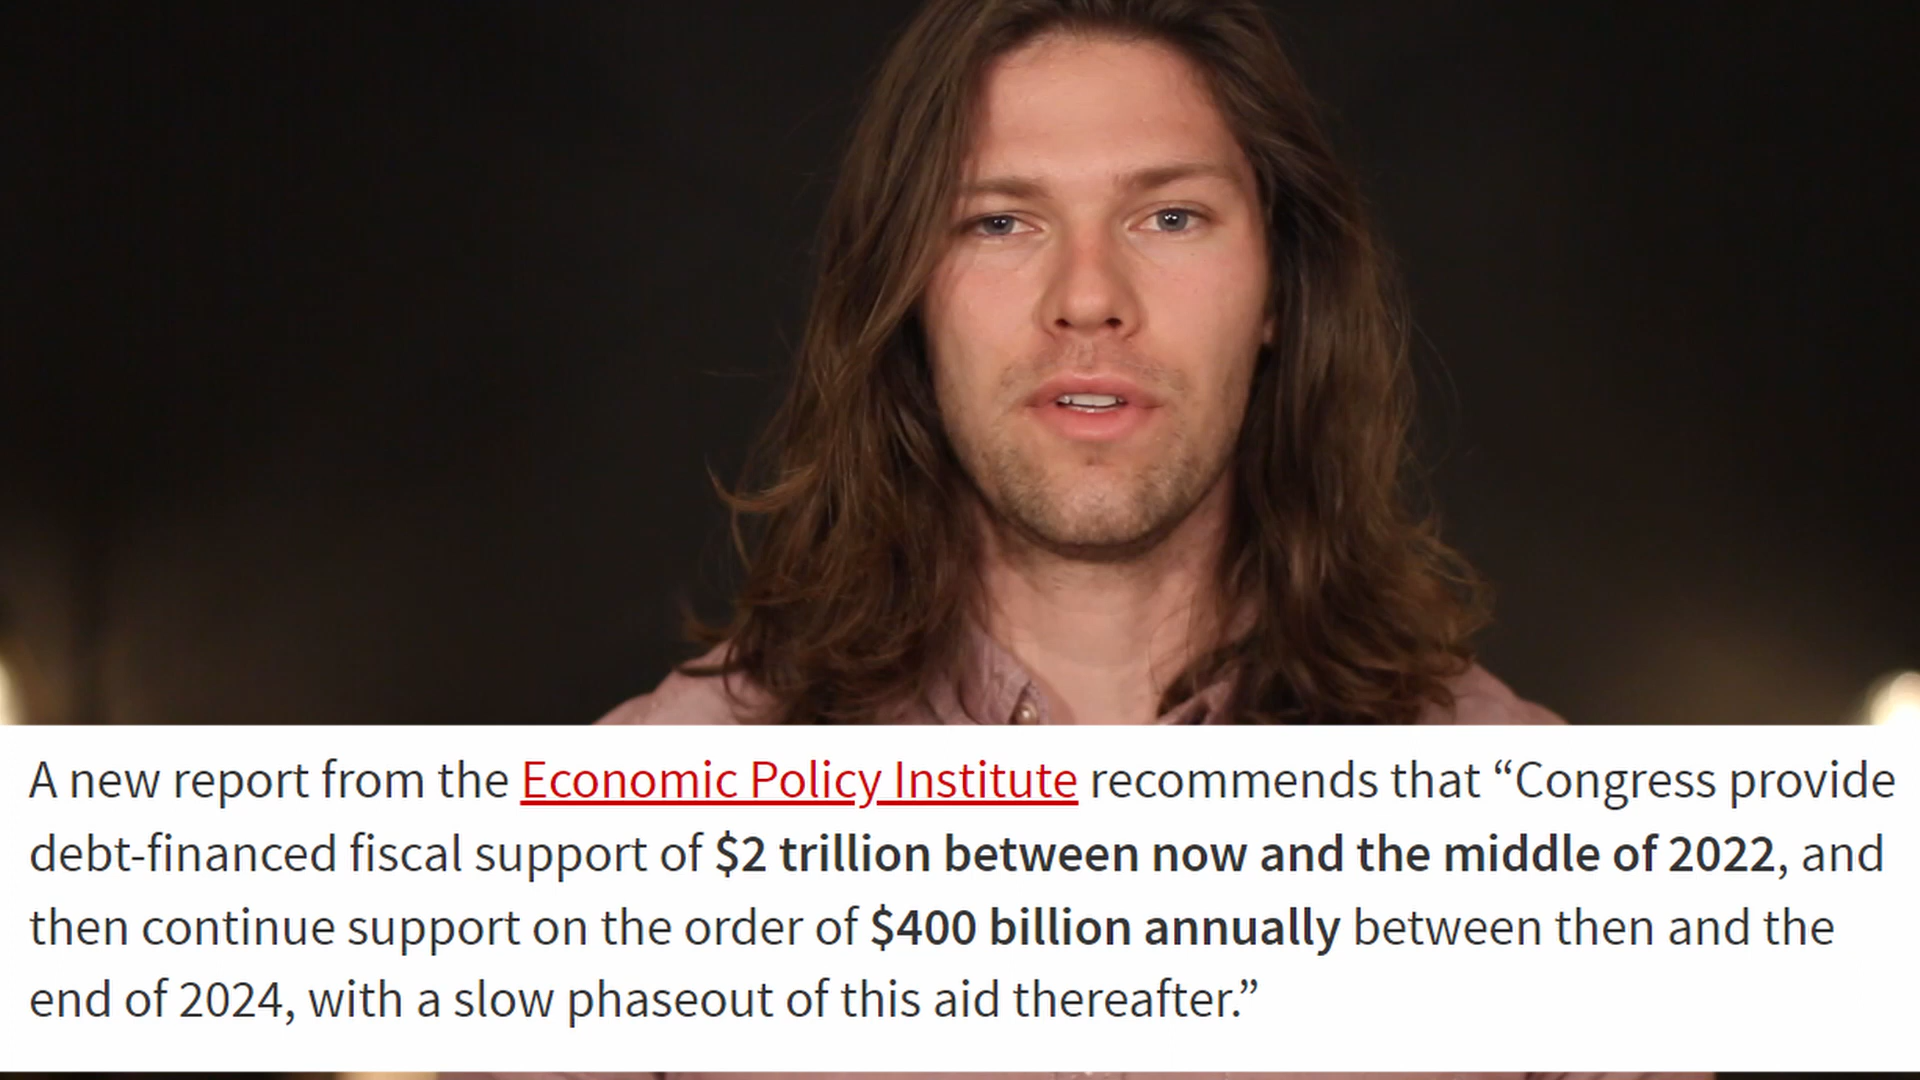 A new report from the Economic Policy Institute recommends that “Congress provide
debt-financed fiscal support of $2 trillion between now and the middle of 2022, and
then continue support on the order of $400 billion annually between then and the
end of 2024, with a slow phaseout of this aid thereafter.”